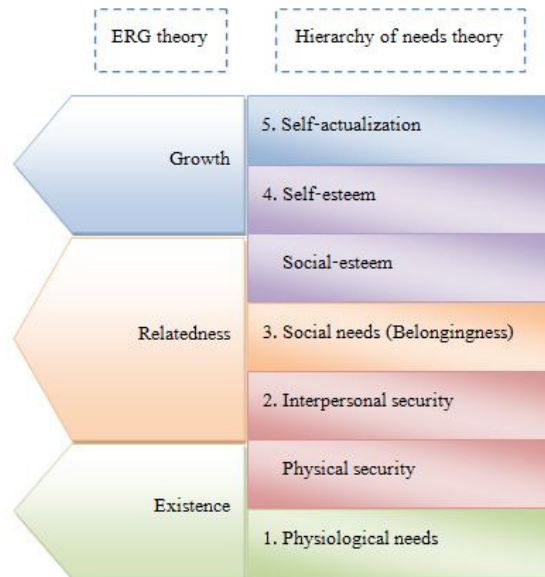 ERG theory
Hierarchy of needs theory
Growth
5. Self-actualization
4. Self-esteem
Social-esteem
Relatedness
3. Social needs (Belongingness)
2. Interpersonal security
Physical security
Existence
1. Physiological needs